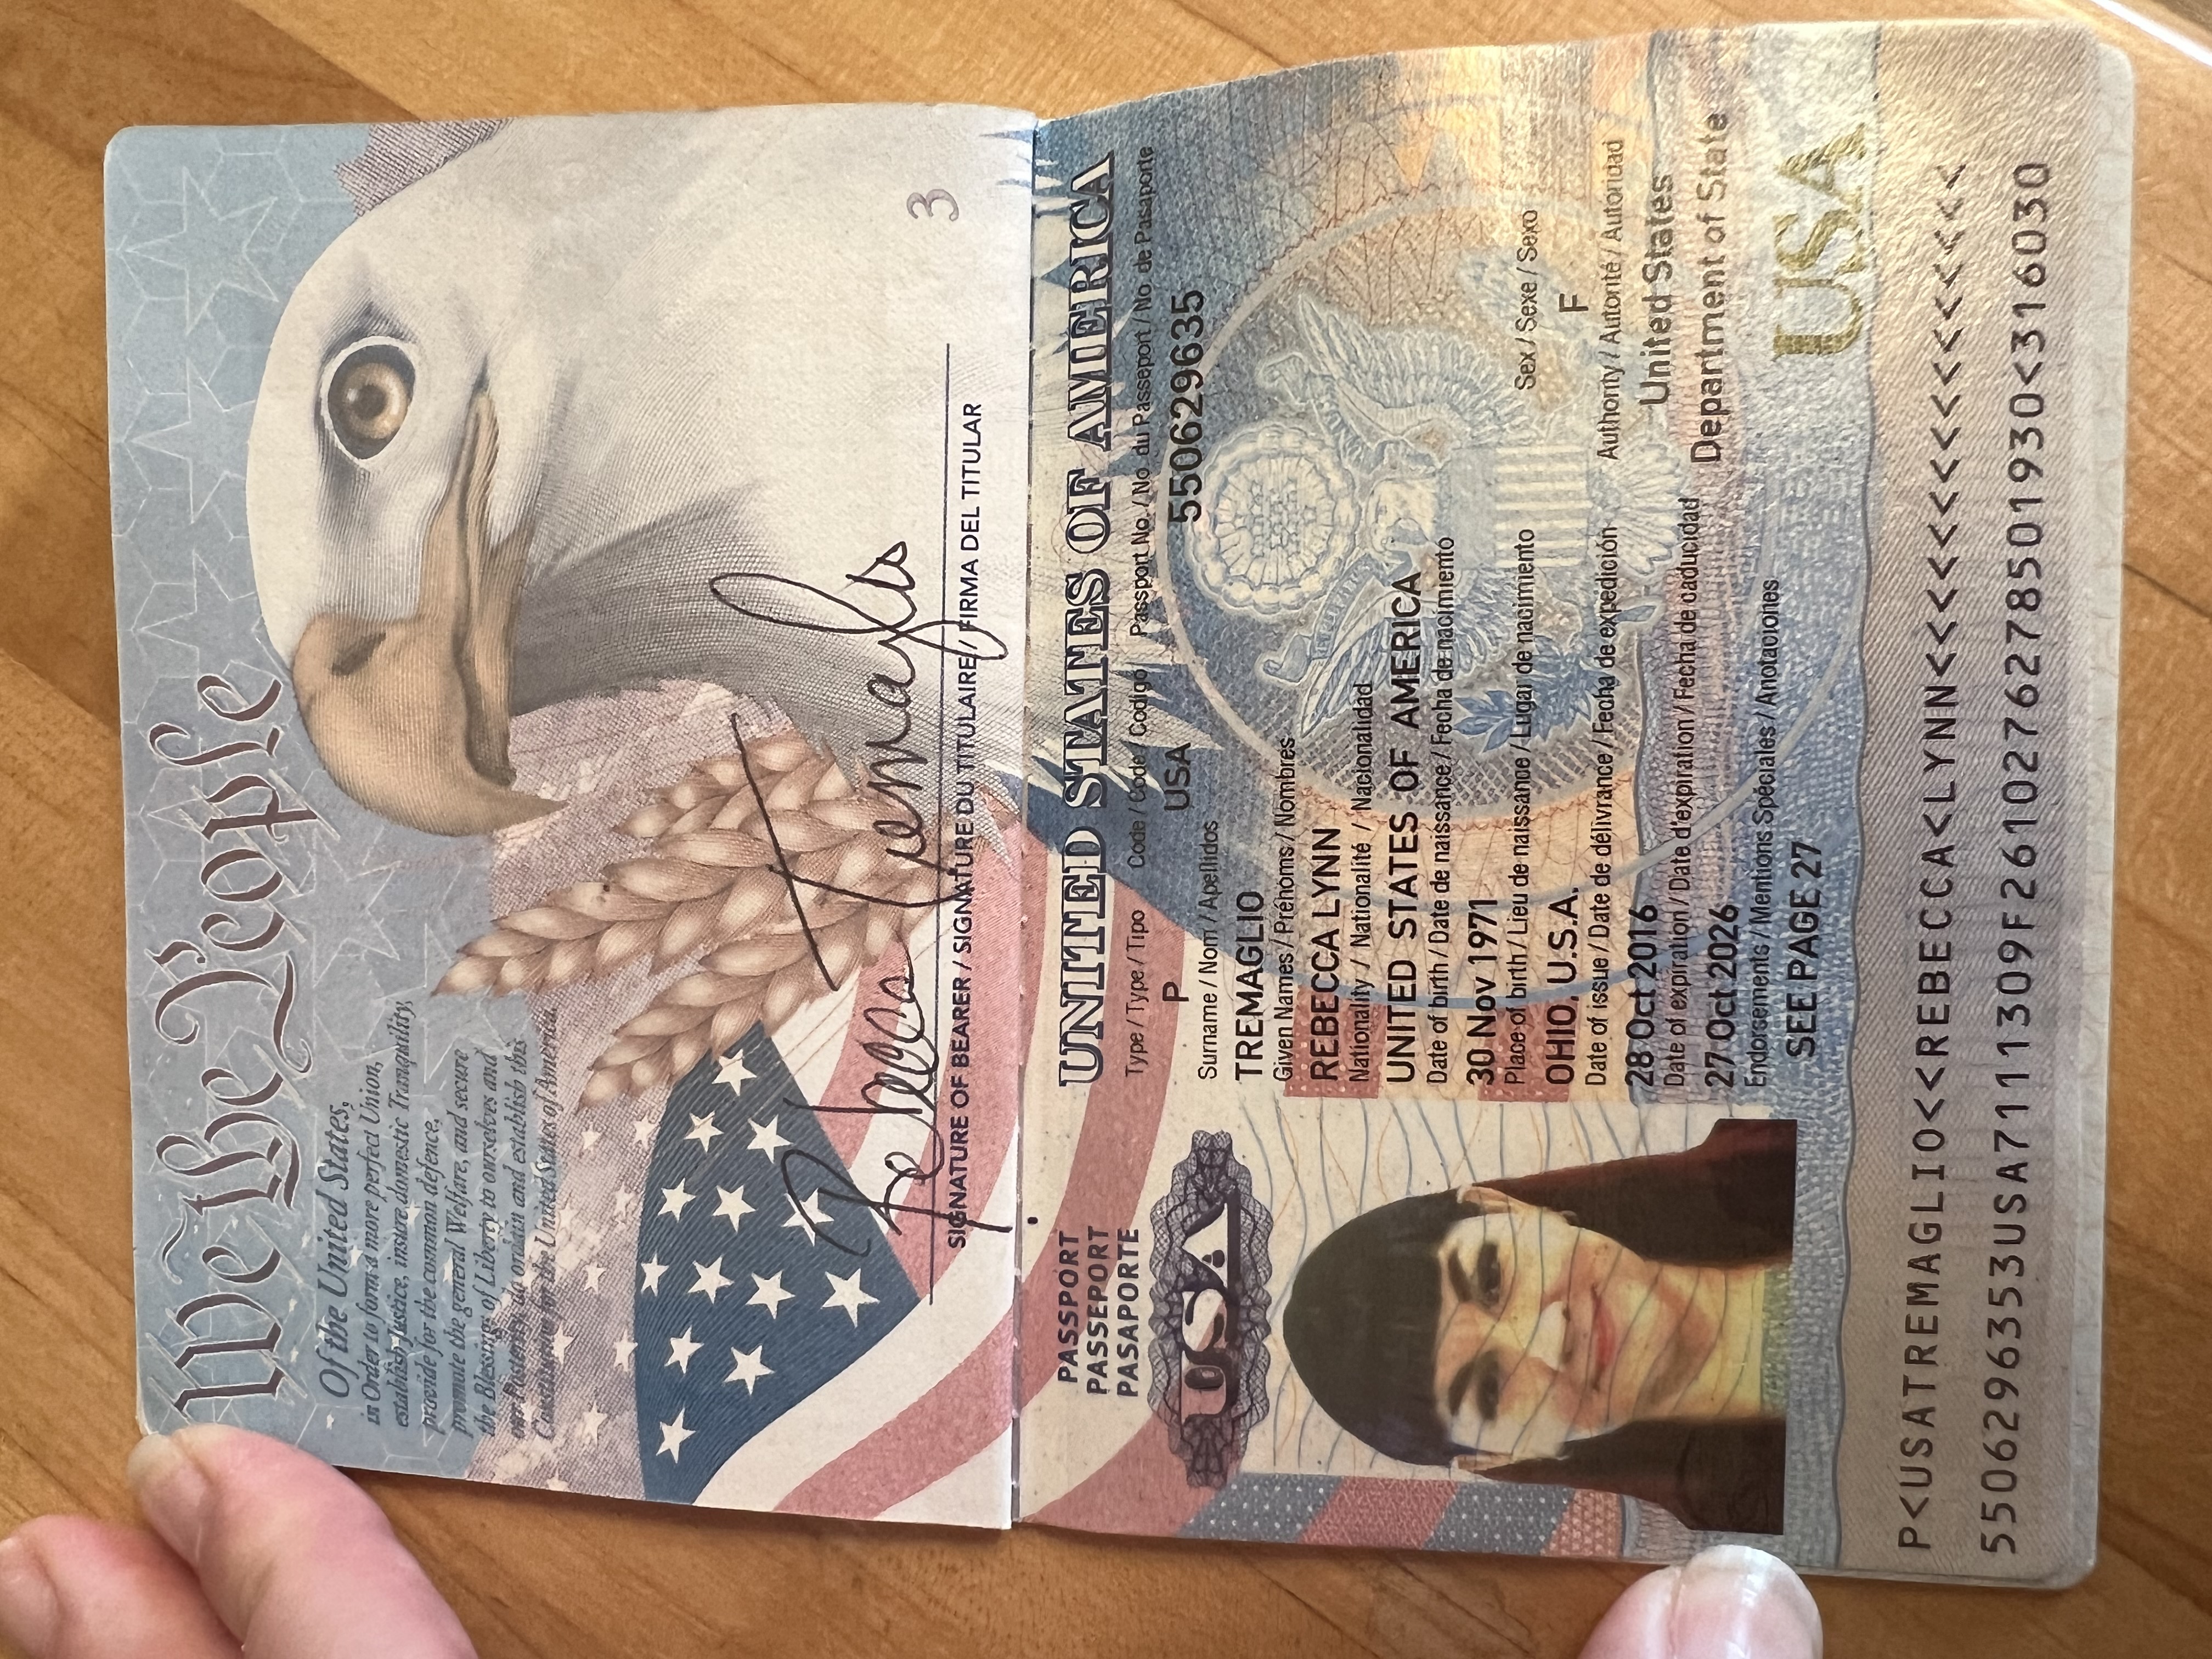 We the People
Of the United States,
in Order to form a more perfect Union,
establish Justice, insure domestic Tranquility,
provide for the common defence,
promote the general Welfare, and secure
the Blessings of Liberty to ourselves and
our Posterity, do ordain and establish this
Constitution for the United States of America.
Rebecca Tremaglio
SIGNATURE OF BEARER / SIGNATURE DU TITULAIRE / FIRMA DEL TITULAR
3
PASSPORT
PASSEPORT
PASAPORTE
USA
UNITED STATES OF AMERICA
Type / Type / Tipo Code / Code / Codigo Passport No. / No. du Passeport / No. de Pasaporte
P USA 550629635
Surname / Nom / Apellidos
TREMAGLIO
Given Names / Prénoms / Nombres
REBECCA LYNN
Nationality / Nationalité / Nacionalidad
UNITED STATES OF AMERICA
Date of birth / Date de naissance / Fecha de nacimiento
30 Nov 1971
Place of birth / Lieu de naissance / Lugar de nacimiento Sex / Sexe / Sexo
OHIO, U.S.A. F
Date of issue / Date de délivrance / Fecha de expedición Authority / Autorité / Autoridad
28 Oct 2016 United States
Date of expiration / Date d'expiration / Fecha de caducidad Department of State
27 Oct 2026
Endorsements / Mentions Spéciales / Anotaciones
SEE PAGE 27
USA
P<USATREMAGLIO<<REBECCA<LYNN<<<<<<<<<<<<<<<<
5506296353USA7111309F2610276278501930<316030